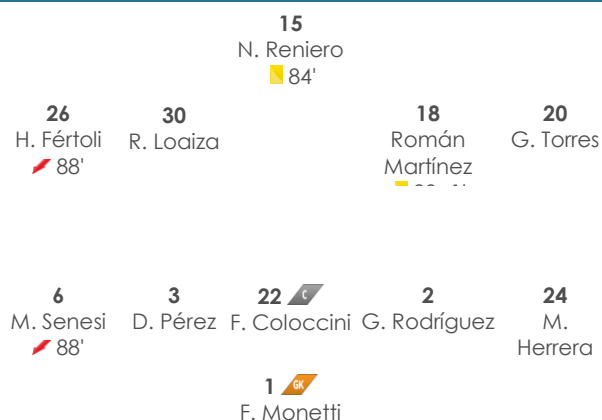 15
N. Reniero
84'
26 30 18 20
H. Fértoli R. Loaiza Román G. Torres
88' Martínez
6 3 22 C 2 24
M. Senesi D. Pérez F. Coloccini G. Rodríguez M.
88' Herrera
1 GK
F. Monetti